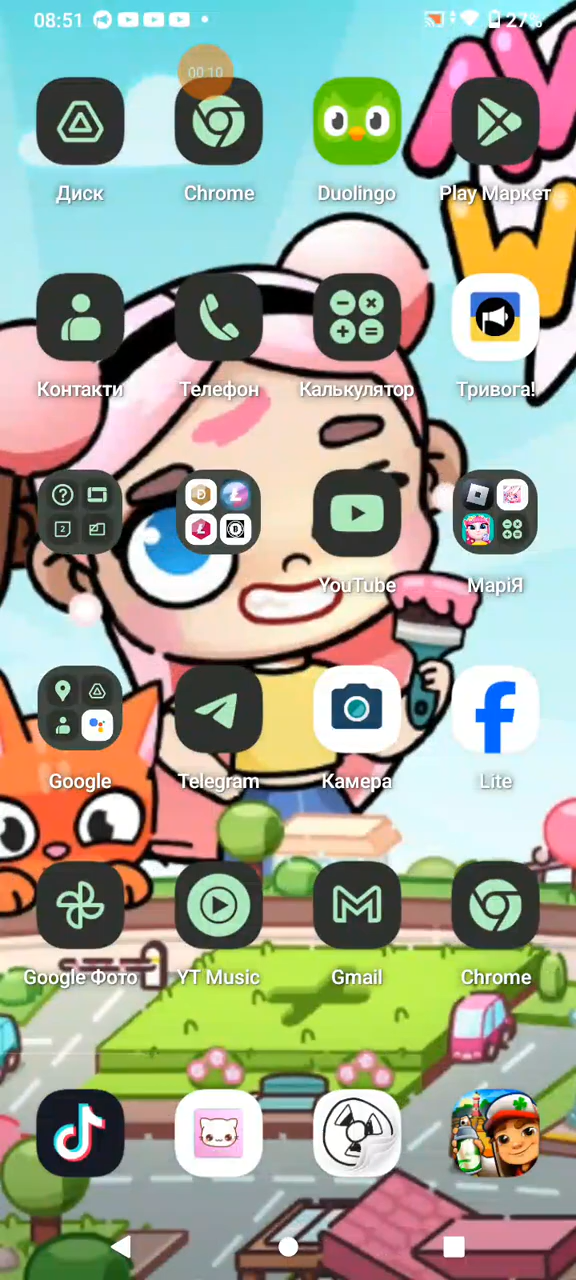 08:51
27%
00:10
Диск
Chrome
Duolingo
Play Маркет
Контакти
Телефон
Калькулятор
Тривога!
YouTube
МаріЯ
Google
Telegram
Камера
Lite
Google Фото
YT Music
Gmail
Chrome